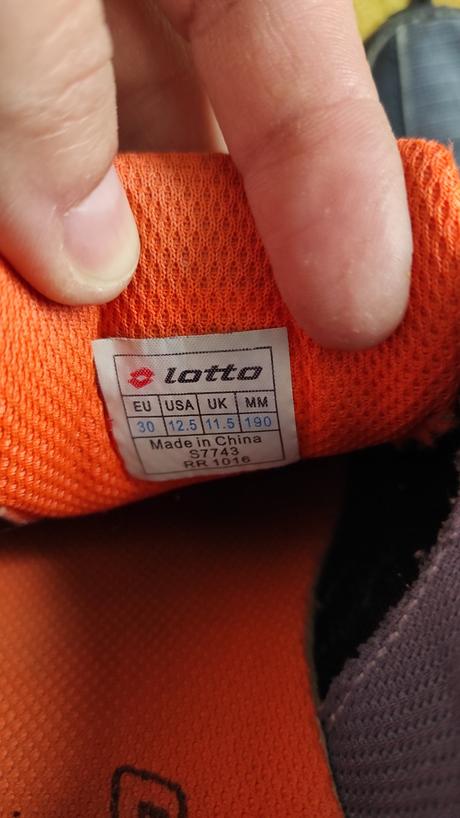 lotto
EU USA UK MM
30 12.5 11.5 190
Made in China
S7743
RR 1016